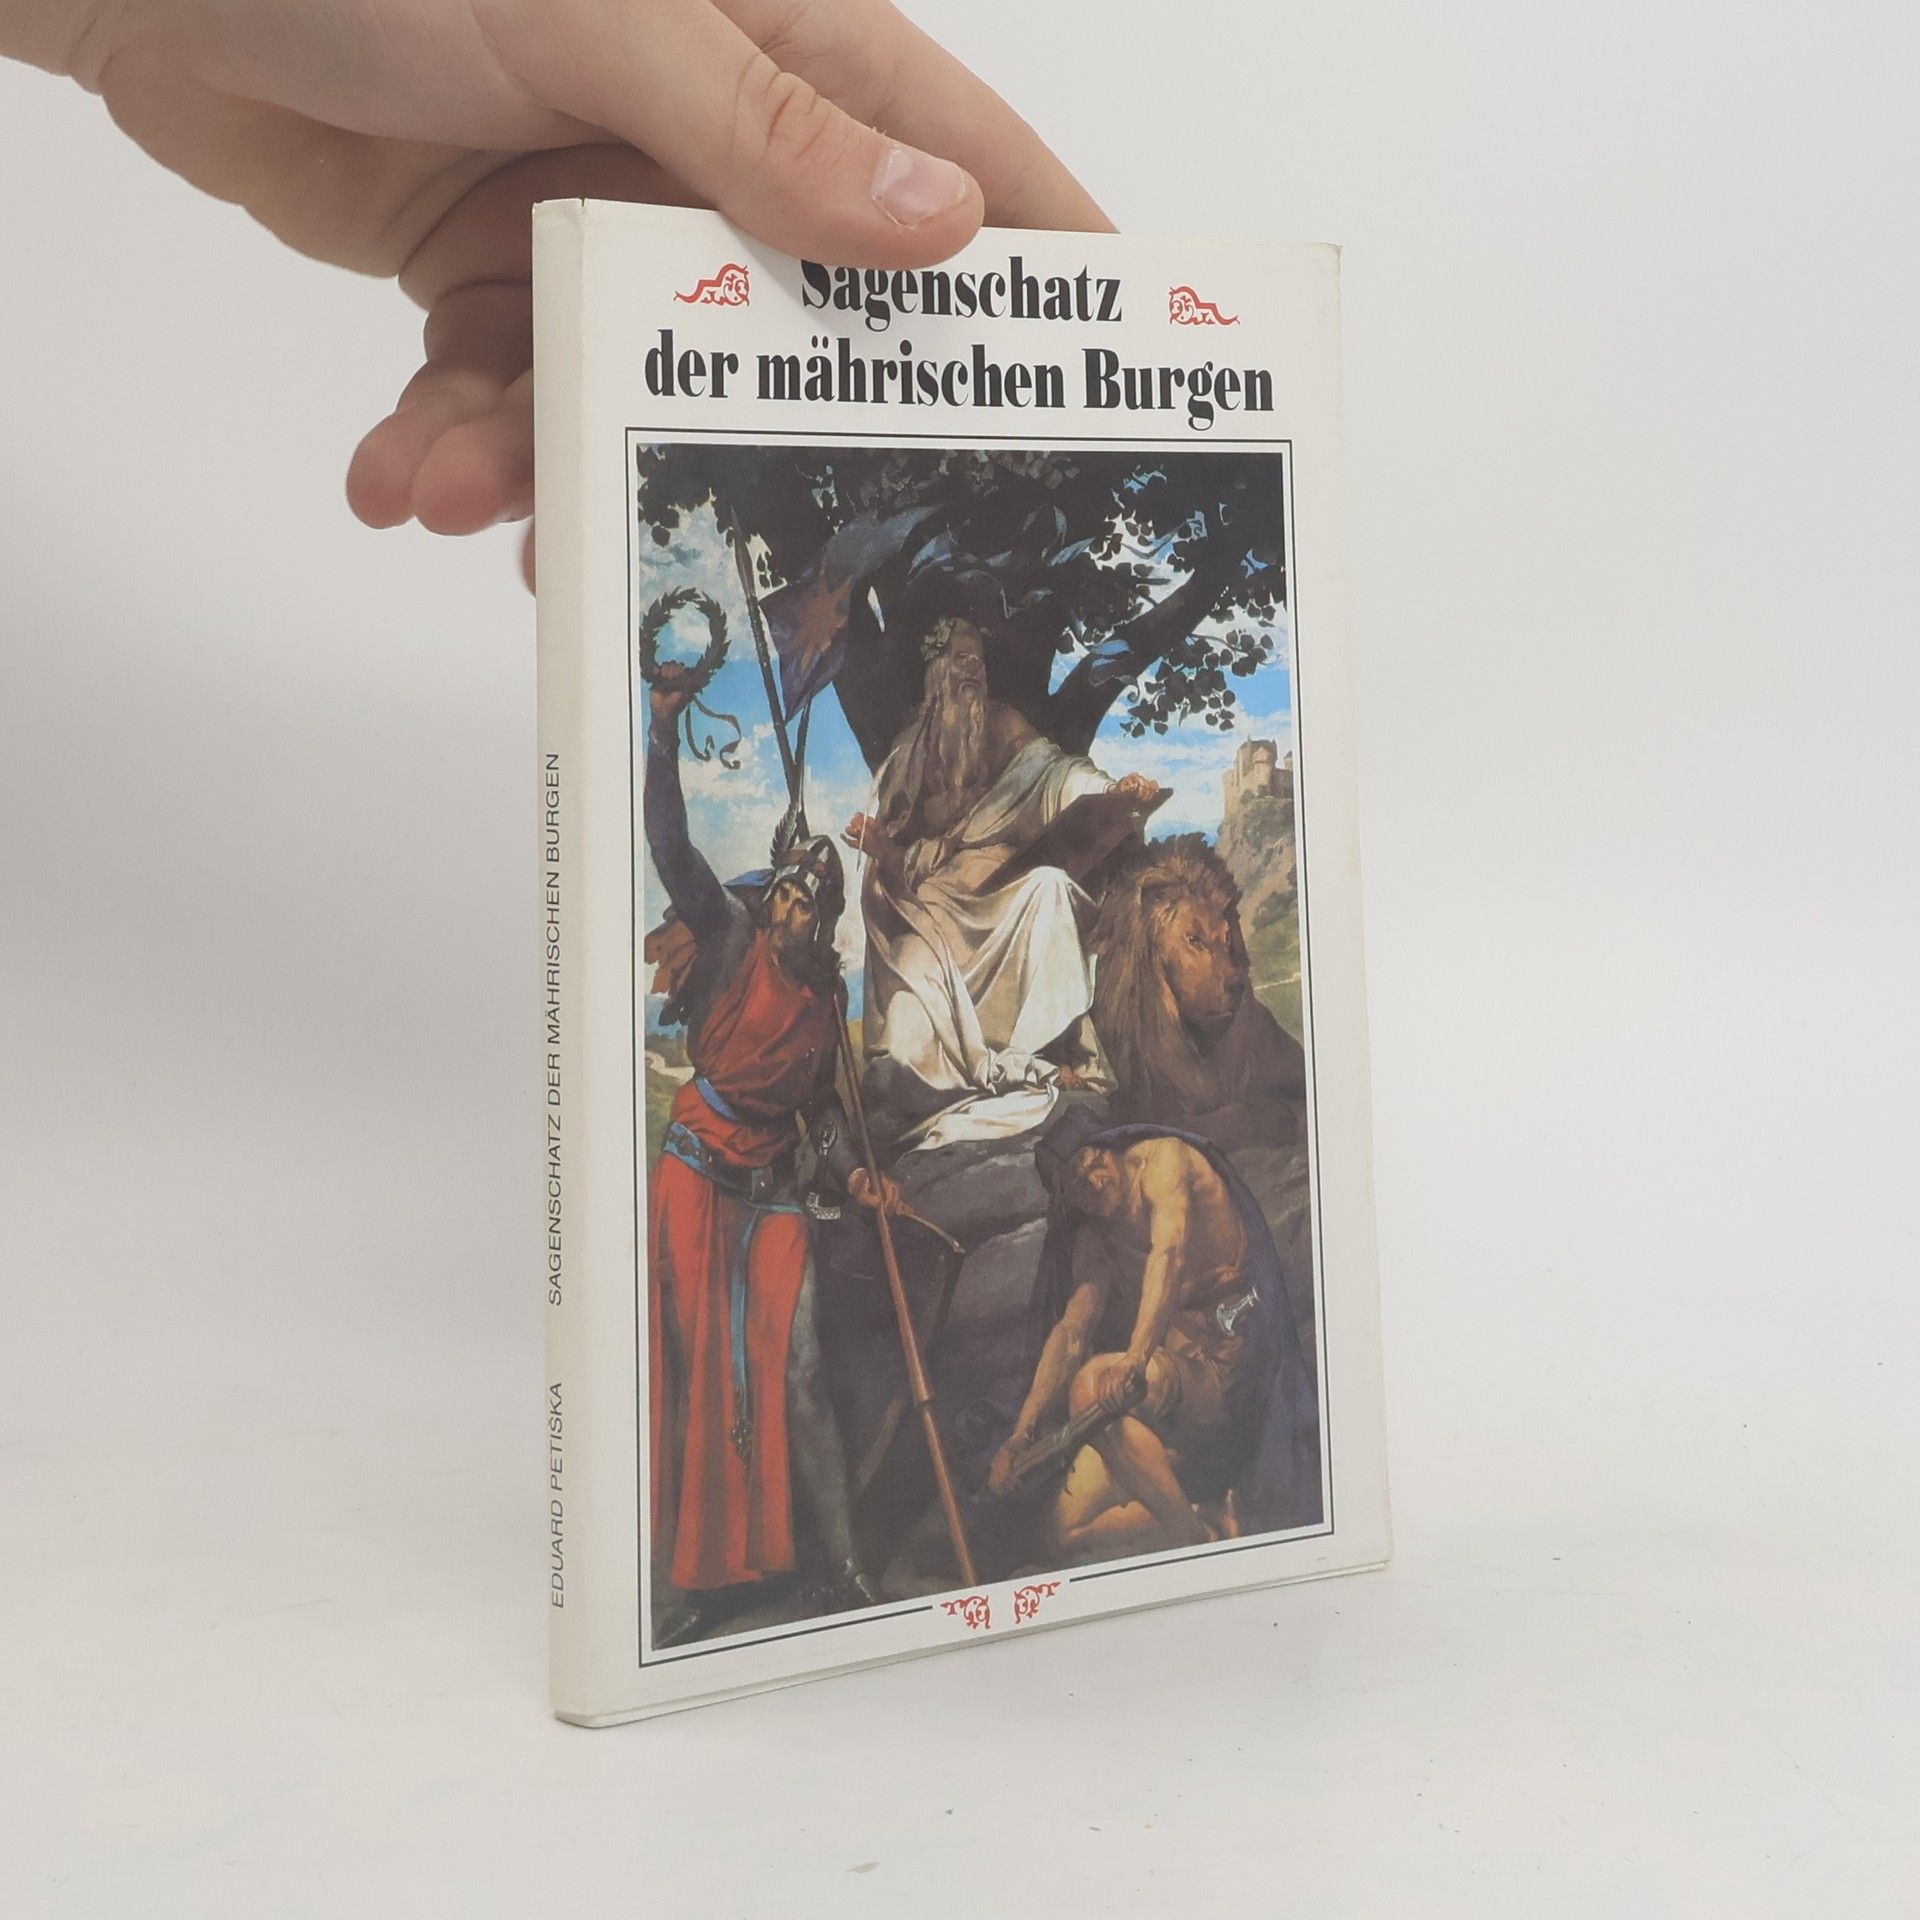 Sagenschatz
der mährischen Burgen
EDUARD PETIŠKA SAGENSCHATZ DER MÄHRISCHEN BURGEN